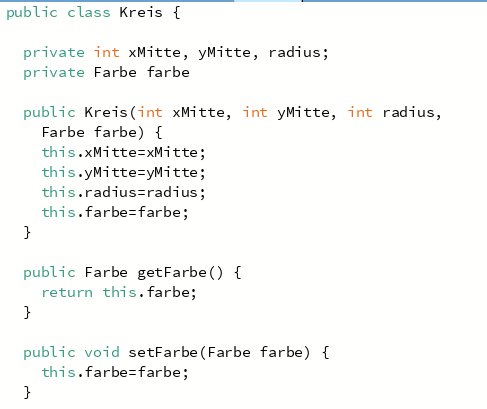 public class Kreis {
private int xMitte, yMitte, radius;
private Farbe farbe
public Kreis(int xMitte, int yMitte, int radius,
Farbe farbe) {
this.xMitte=xMitte;
this.yMitte=yMitte;
this.radius=radius;
this.farbe=farbe;
}
public Farbe getFarbe() {
return this.farbe;
}
public void setFarbe(Farbe farbe) {
this.farbe=farbe;
}